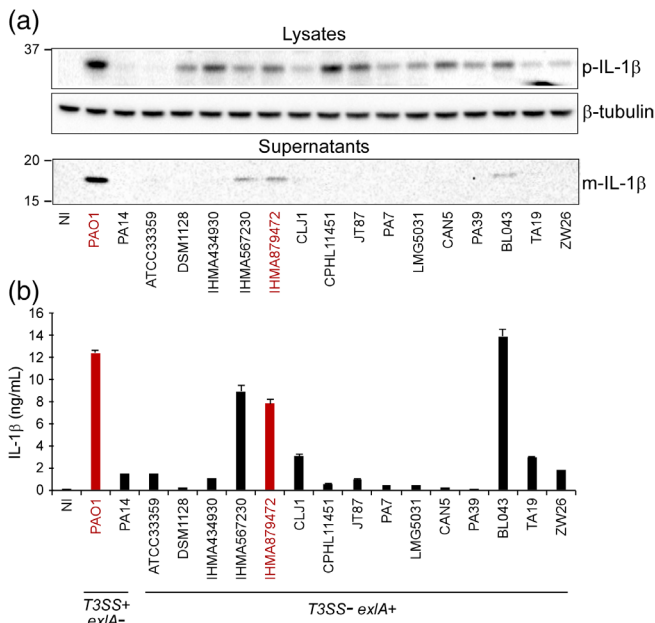 (a)
Lysates
37
p-IL-1β
β-tubulin
Supernatants
20
m-IL-1β
15
NI PAO1 PA14 ATCC33359 DSM1128 IHMA434930 IHMA567230 IHMA879472 CLJ1 CPHL11451 JT87 PA7 LMG5031 CAN5 PA39 BL043 TA19 ZW26
(b)
16
14
12
10
8
6
4
2
0
IL-1β (ng/mL)
NI PAO1 PA14 ATCC33359 DSM1128 IHMA434930 IHMA567230 IHMA879472 CLJ1 CPHL11451 JT87 PA7 LMG5031 CAN5 PA39 BL043 TA19 ZW26
T3SS+
exlA−
T3SS− exlA+